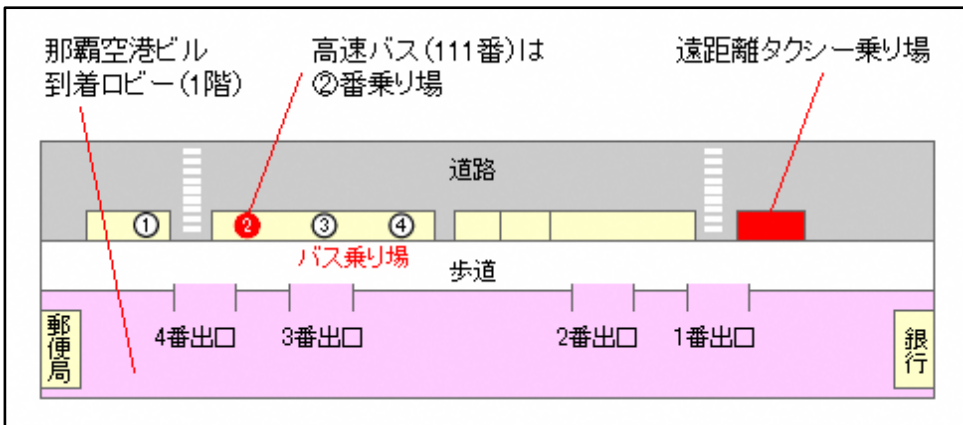 那覇空港ビル
到着ロビー(1階)
高速バス(111番)は
②番乗り場
遠距離タクシー乗り場
道路
①
❷
③
④
バス乗り場
歩道
郵便局
4番出口
3番出口
2番出口
1番出口
銀行